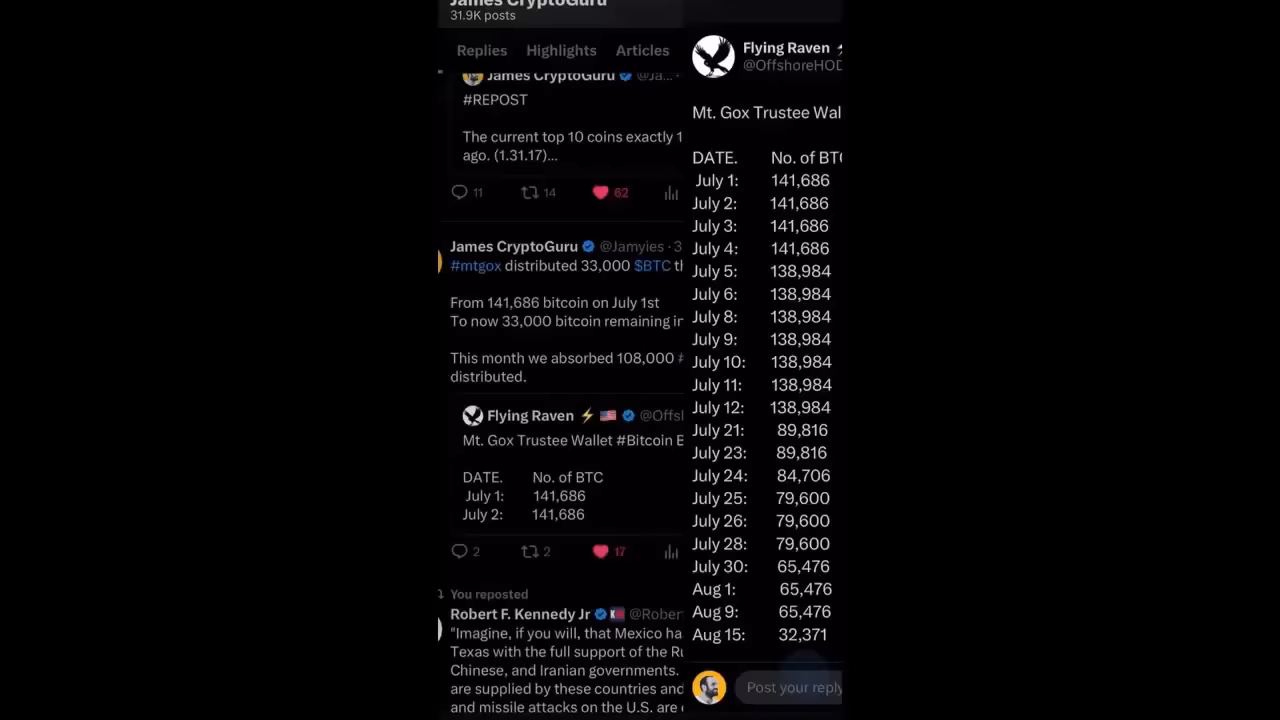 James CryptoGuru
31.9K posts
Replies Highlights Articles
James CryptoGuru @Ja...
#REPOST
The current top 10 coins exactly 1
ago. (1.31.17)...
11 14 62
James CryptoGuru @Jamyies · 3
#mtgox distributed 33,000 $BTC th
From 141,686 bitcoin on July 1st
To now 33,000 bitcoin remaining in
This month we absorbed 108,000 #
distributed.
Flying Raven ⚡ 🇺🇸 @Offsh
Mt. Gox Trustee Wallet #Bitcoin B
DATE. No. of BTC
July 1: 141,686
July 2: 141,686
2 2 17
You reposted
Robert F. Kennedy Jr @Rober
"Imagine, if you will, that Mexico ha
Texas with the full support of the Ru
Chinese, and Iranian governments.
are supplied by these countries and
and missile attacks on the U.S. are
Flying Raven ⚡
@OffshoreHOD
Mt. Gox Trustee Wal
DATE. No. of BTC
July 1: 141,686
July 2: 141,686
July 3: 141,686
July 4: 141,686
July 5: 138,984
July 6: 138,984
July 8: 138,984
July 9: 138,984
July 10: 138,984
July 11: 138,984
July 12: 138,984
July 21: 89,816
July 23: 89,816
July 24: 84,706
July 25: 79,600
July 26: 79,600
July 28: 79,600
July 30: 65,476
Aug 1: 65,476
Aug 9: 65,476
Aug 15: 32,371
Post your reply